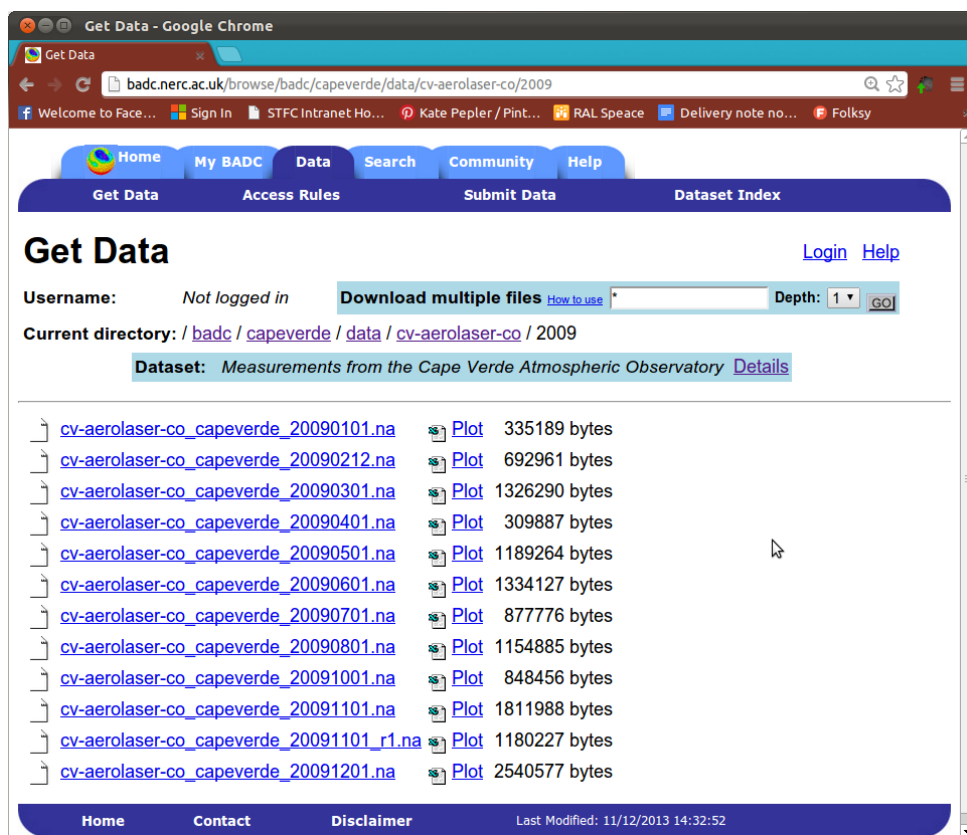 Get Data - Google Chrome
Get Data
badc.nerc.ac.uk/browse/badc/capeverde/data/cv-aerolaser-co/2009
Welcome to Face... Sign In STFC Intranet Ho... Kate Pepler / Pint... RAL Speace Delivery note no... Folksy
Home My BADC Data Search Community Help
Get Data Access Rules Submit Data Dataset Index
Get Data Login Help
Username: Not logged in Download multiple files How to use * Depth: 1 GO
Current directory: / badc / capeverde / data / cv-aerolaser-co / 2009
Dataset: Measurements from the Cape Verde Atmospheric Observatory Details
cv-aerolaser-co_capeverde_20090101.na Plot 335189 bytes
cv-aerolaser-co_capeverde_20090212.na Plot 692961 bytes
cv-aerolaser-co_capeverde_20090301.na Plot 1326290 bytes
cv-aerolaser-co_capeverde_20090401.na Plot 309887 bytes
cv-aerolaser-co_capeverde_20090501.na Plot 1189264 bytes
cv-aerolaser-co_capeverde_20090601.na Plot 1334127 bytes
cv-aerolaser-co_capeverde_20090701.na Plot 877776 bytes
cv-aerolaser-co_capeverde_20090801.na Plot 1154885 bytes
cv-aerolaser-co_capeverde_20091001.na Plot 848456 bytes
cv-aerolaser-co_capeverde_20091101.na Plot 1811988 bytes
cv-aerolaser-co_capeverde_20091101_r1.na Plot 1180227 bytes
cv-aerolaser-co_capeverde_20091201.na Plot 2540577 bytes
Home Contact Disclaimer Last Modified: 11/12/2013 14:32:52